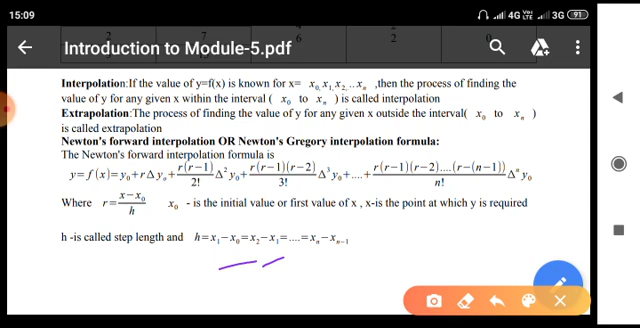 15:09 4G VoLTE 3G 91
Introduction to Module-5.pdf
2 7 6 2 0
Interpolation:If the value of y=f(x) is known for x= x₀,x₁,x₂,..xₙ ,then the process of finding the
value of y for any given x within the interval ( x₀ to xₙ ) is called interpolation
Extrapolation:The process of finding the value of y for any given x outside the interval( x₀ to xₙ )
is called extrapolation
Newton's forward interpolation OR Newton's Gregory interpolation formula:
The Newton's forward interpolation formula is
y=f(x)=y₀+rΔy₀+r(r−1)/2! Δ²y₀+r(r−1)(r−2)/3! Δ³y₀+....+r(r−1)(r−2)....(r−(n−1))/n! Δⁿy₀
Where r=x−x₀/h x₀ - is the initial value or first value of x , x-is the point at which y is required
h -is called step length and h=x₁−x₀=x₂−x₁=....=xₙ−xₙ₋₁